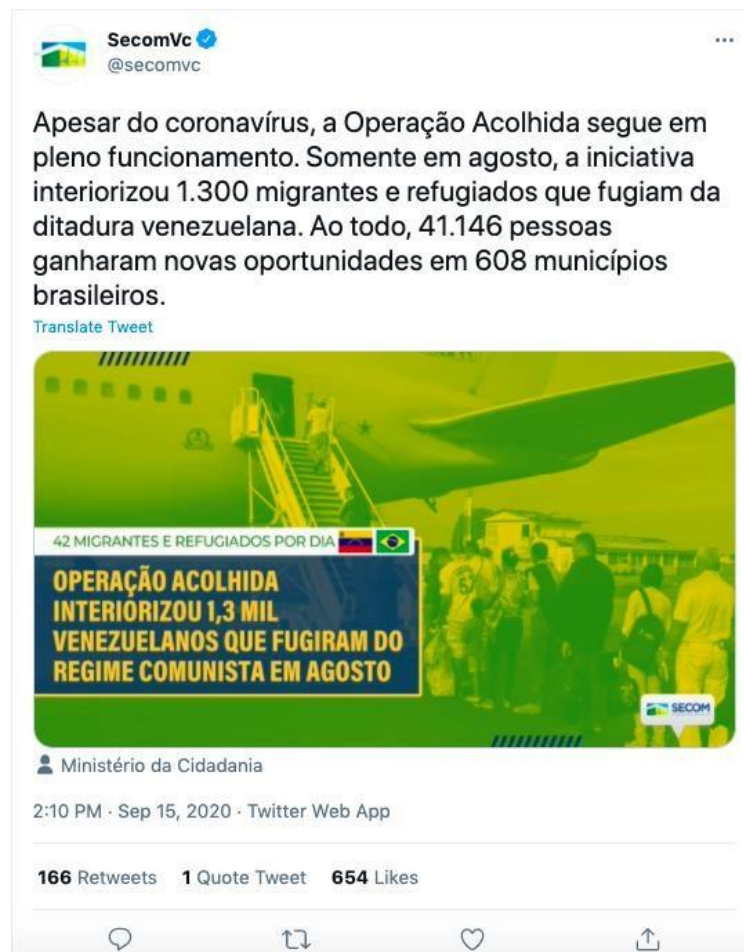 SecomVc
@secomvc
Apesar do coronavírus, a Operação Acolhida segue em
pleno funcionamento. Somente em agosto, a iniciativa
interiorizou 1.300 migrantes e refugiados que fugiam da
ditadura venezuelana. Ao todo, 41.146 pessoas
ganharam novas oportunidades em 608 municípios
brasileiros.
Translate Tweet
42 MIGRANTES E REFUGIADOS POR DIA
OPERAÇÃO ACOLHIDA
INTERIORIZOU 1,3 MIL
VENEZUELANOS QUE FUGIRAM DO
REGIME COMUNISTA EM AGOSTO
SECOM
Ministério da Cidadania
2:10 PM · Sep 15, 2020 · Twitter Web App
166 Retweets 1 Quote Tweet 654 Likes